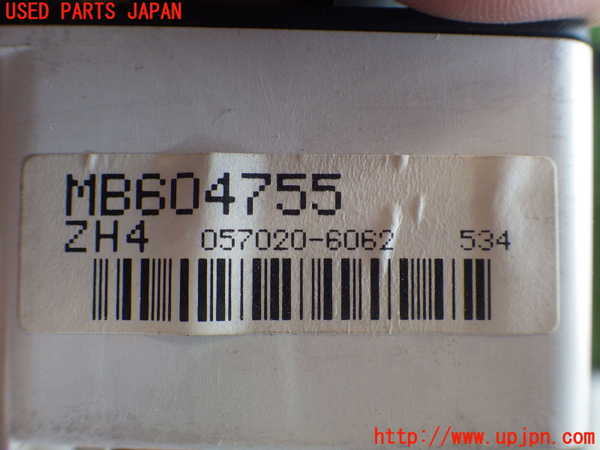 USED PARTS JAPAN
MB604755
ZH4 057020-6062 534
http://www.upjpn.com/